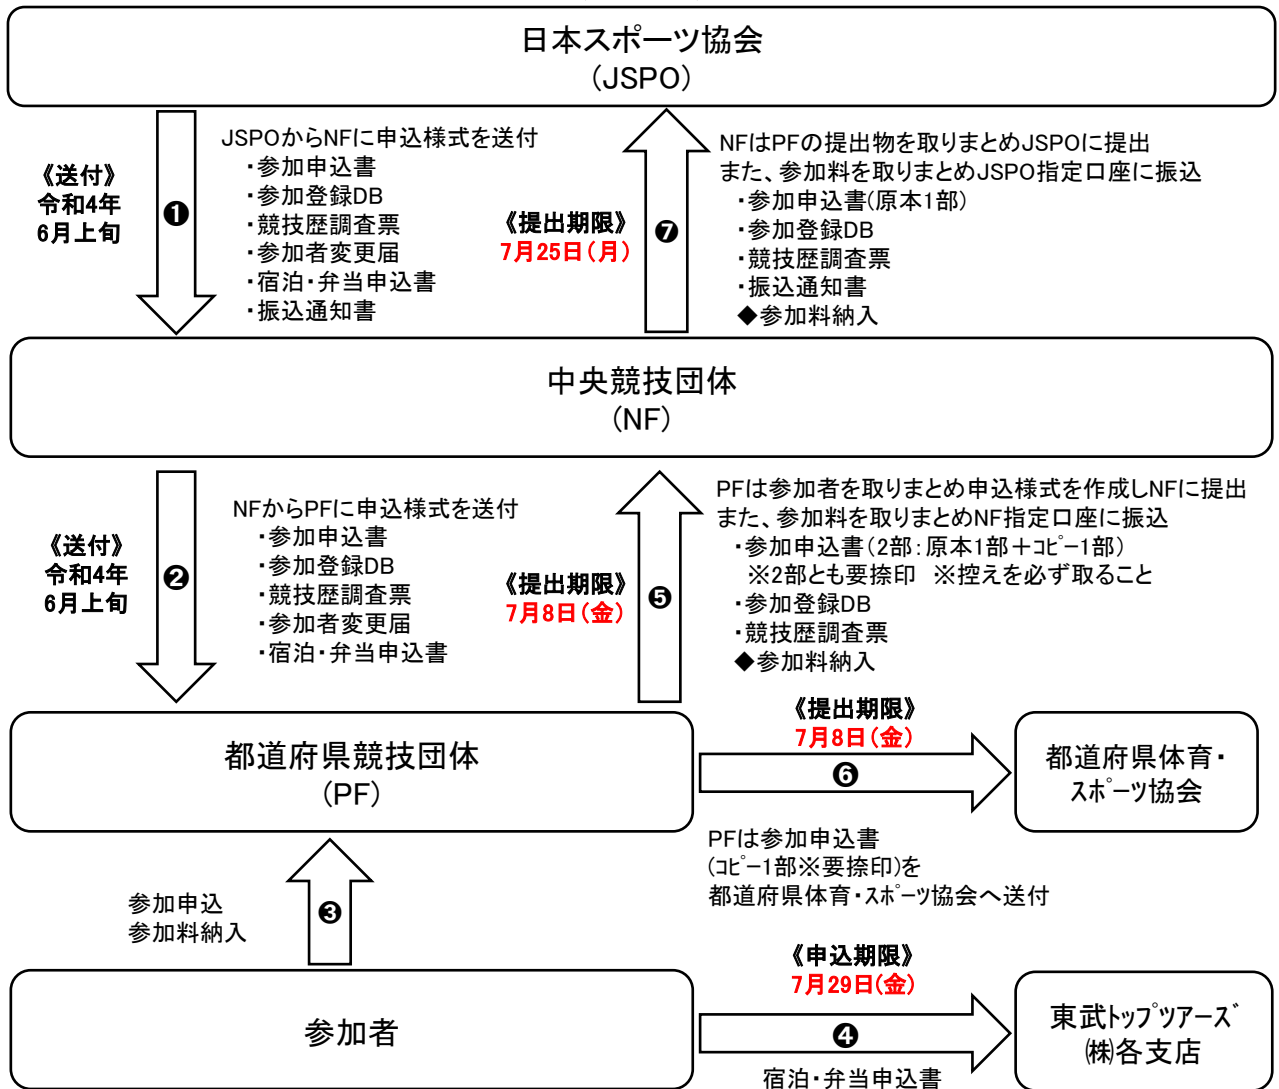 日本スポーツ協会
(JSPO)
《送付》
令和4年
6月上旬
❶
JSPOからNFに申込様式を送付
・参加申込書
・参加登録DB
・競技歴調査票
・参加者変更届
・宿泊・弁当申込書
・振込通知書
《提出期限》
7月25日(月)
❼
NFはPFの提出物を取りまとめJSPOに提出
また、参加料を取りまとめJSPO指定口座に振込
・参加申込書(原本1部)
・参加登録DB
・競技歴調査票
・振込通知書
◆参加料納入
中央競技団体
(NF)
《送付》
令和4年
6月上旬
❷
NFからPFに申込様式を送付
・参加申込書
・参加登録DB
・競技歴調査票
・参加者変更届
・宿泊・弁当申込書
《提出期限》
7月8日(金)
❺
PFは参加者を取りまとめ申込様式を作成しNFに提出
また、参加料を取りまとめNF指定口座に振込
・参加申込書(2部:原本1部+ｺﾋﾟｰ1部)
※2部とも要捺印 ※控えを必ず取ること
・参加登録DB
・競技歴調査票
◆参加料納入
都道府県競技団体
(PF)
《提出期限》
7月8日(金)
❻
都道府県体育・
ｽﾎﾟｰﾂ協会
PFは参加申込書
(ｺﾋﾟｰ1部※要捺印)を
都道府県体育・ｽﾎﾟｰﾂ協会へ送付
参加申込
参加料納入
❸
参加者
《申込期限》
7月29日(金)
❹
宿泊・弁当申込書
東武ﾄｯﾌﾟﾂｱｰｽﾞ
㈱各支店